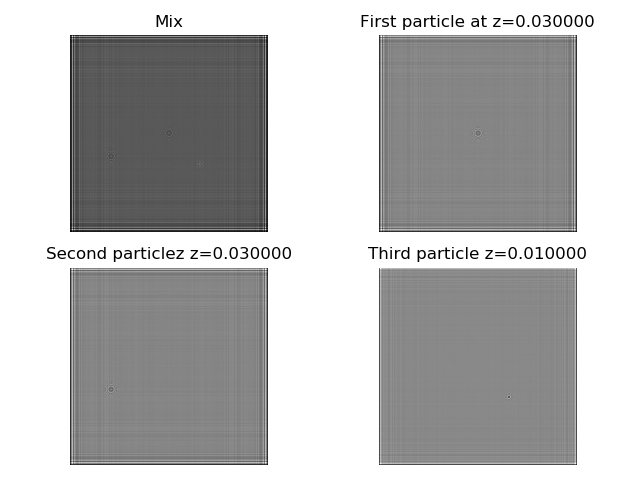 Mix
First particle at z=0.030000
Second particlez z=0.030000
Third particle z=0.010000